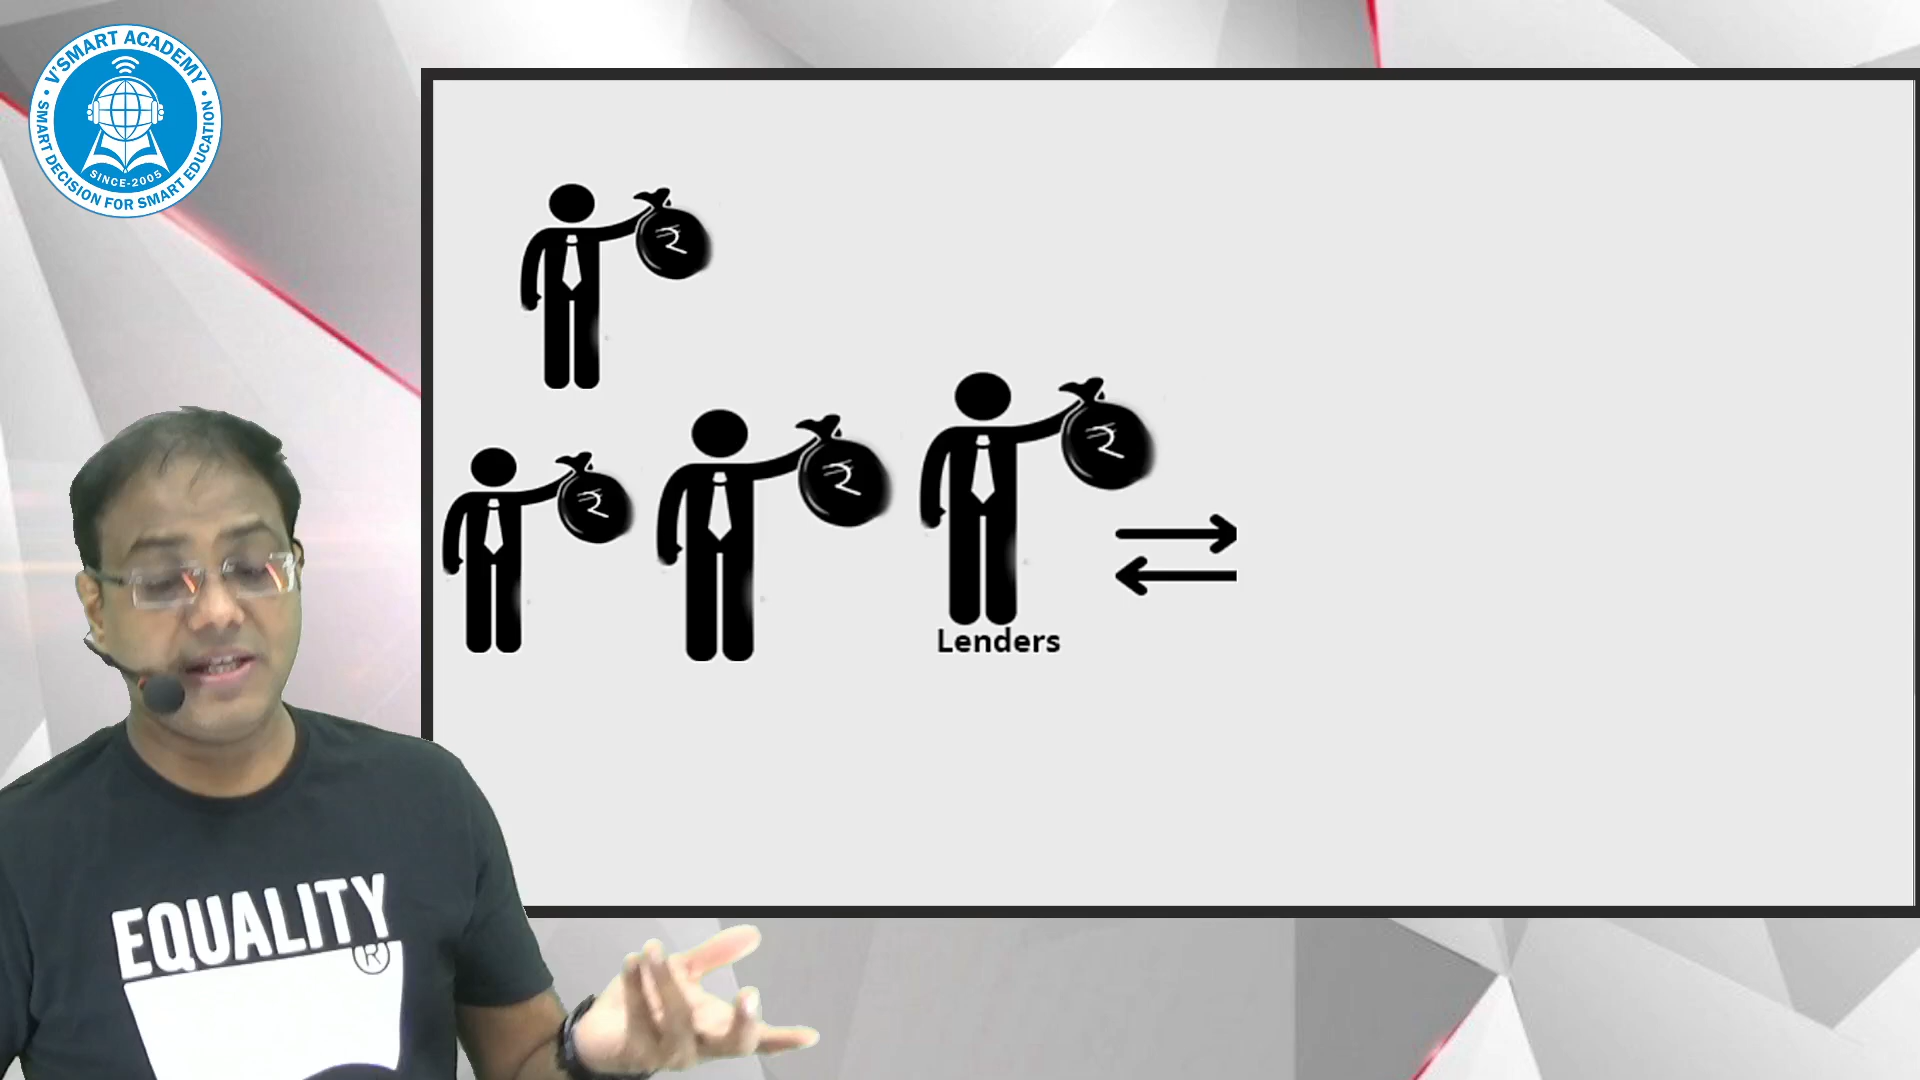 V'SMART ACADEMY
SMART DECISION FOR SMART EDUCATION
SINCE-2005
₹
₹
₹
₹
Lenders
EQUALITY
®